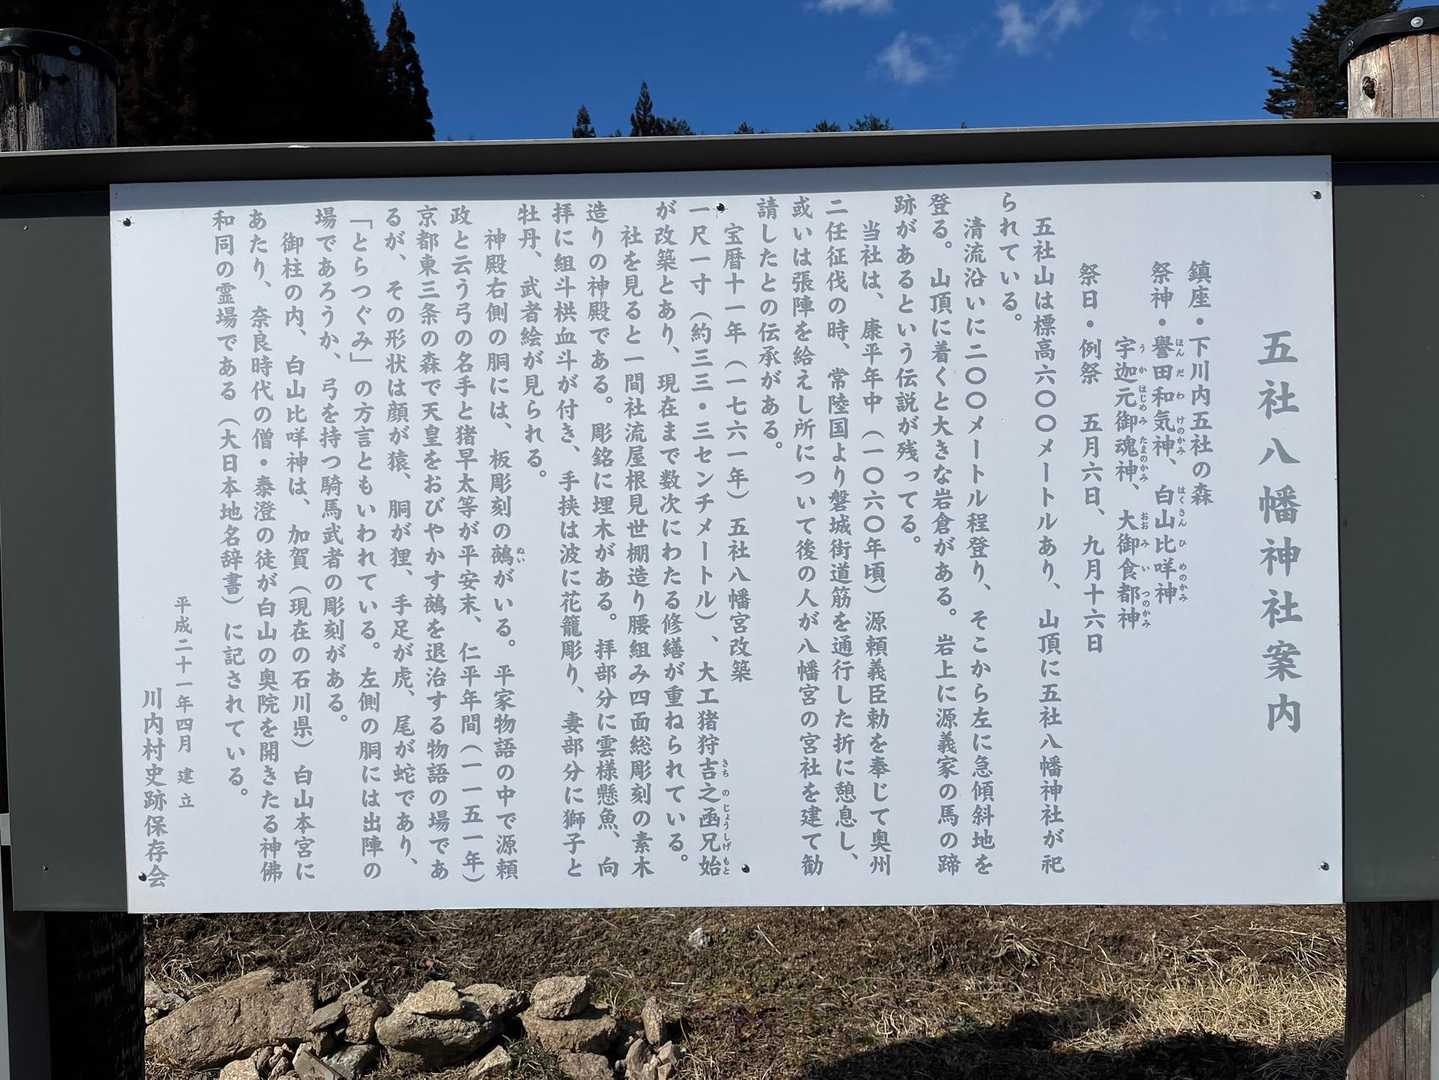 五社八幡神社案内
鎮座・下川内五社の森
祭神・譽田和気神、白山比咩神
宇迦元御魂神、大御食都神
祭日・例祭 五月六日、九月十六日
五社山は標高六〇〇メートルあり、山頂に五社八幡神社が祀
られている。
清流沿いに二〇〇メートル程登り、そこから左に急傾斜地を
登る。山頂に着くと大きな岩倉がある。岩上に源義家の馬の蹄
跡があるという伝説が残ってる。
当社は、康平年中（一〇六〇年頃）源頼義臣勅を奉じて奥州
二任征伐の時、常陸国より磐城街道筋を通行した折に憩息し、
或いは張陣を給えし所について後の人が八幡宮の宮社を建て勧
請したとの伝承がある。
宝暦十一年（一七六一年）五社八幡宮改築
一尺一寸（約三三・三センチメートル）、大工猪狩吉之函兄始
が改築とあり、現在まで数次にわたる修繕が重ねられている。
社を見ると一間社流屋根見世棚造り腰組み四面総彫刻の素木
造りの神殿である。彫銘に埋木がある。拝部分に雲様懸魚、向
拝に組斗栱血斗が付き、手挟は波に花籠彫り、妻部分に獅子と
牡丹、武者絵が見られる。
神殿右側の胴には、板彫刻の鵺がいる。平家物語の中で源頼
政と云う弓の名手と猪早太等が平安末、仁平年間（一一五一年）
京都東三条の森で天皇をおびやかす鵺を退治する物語の場であ
るが、その形状は顔が猿、胴が狸、手足が虎、尾が蛇であり、
「とらつぐみ」の方言ともいわれている。左側の胴には出陣の
場であろうか、弓を持つ騎馬武者の彫刻がある。
御柱の内、白山比咩神は、加賀（現在の石川県）白山本宮に
あたり、奈良時代の僧・泰澄の徒が白山の奥院を開きたる神佛
和同の霊場である（大日本地名辞書）に記されている。
平成二十一年四月 建立
川内村史跡保存会